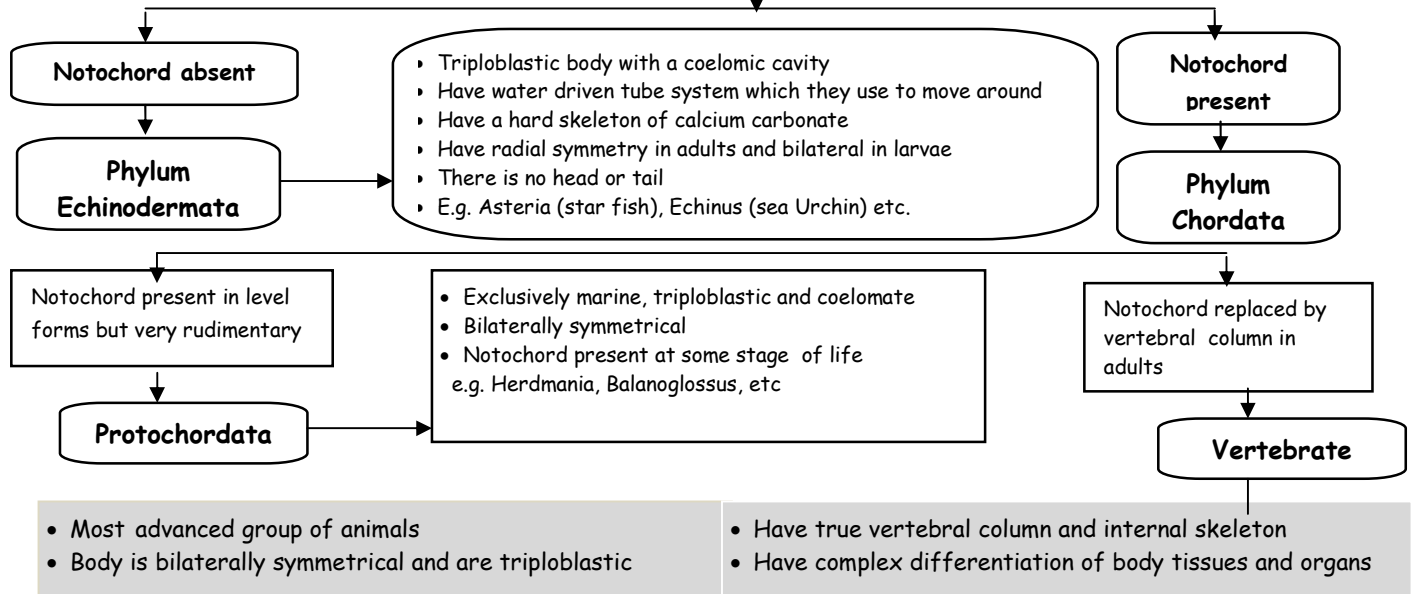 Notochord absent
Phylum
Echinodermata
• Triploblastic body with a coelomic cavity
• Have water driven tube system which they use to move around
• Have a hard skeleton of calcium carbonate
• Have radial symmetry in adults and bilateral in larvae
• There is no head or tail
• E.g. Asteria (star fish), Echinus (sea Urchin) etc.
Notochord
present
Phylum
Chordata
Notochord present in level
forms but very rudimentary
Protochordata
• Exclusively marine, triploblastic and coelomate
• Bilaterally symmetrical
• Notochord present at some stage of life
e.g. Herdmania, Balanoglossus, etc
Notochord replaced by
vertebral column in
adults
Vertebrate
• Most advanced group of animals
• Body is bilaterally symmetrical and are triploblastic
• Have true vertebral column and internal skeleton
• Have complex differentiation of body tissues and organs